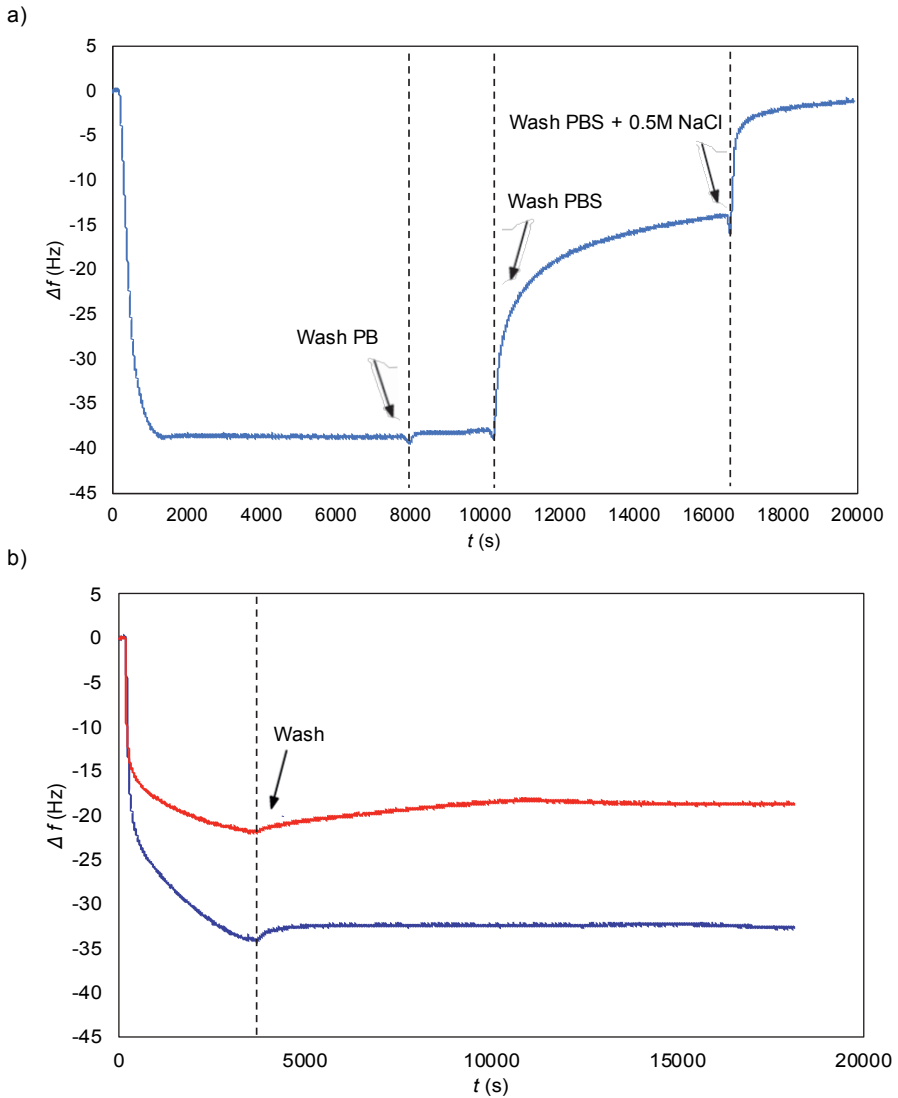 a)
5
0
-5
-10
-15
-20
-25
-30
-35
-40
-45
Δf (Hz)
Wash PB
Wash PBS
Wash PBS + 0.5M NaCl
0 2000 4000 6000 8000 10000 12000 14000 16000 18000 20000
t (s)
b)
5
0
-5
-10
-15
-20
-25
-30
-35
-40
-45
Δ f (Hz)
Wash
0 5000 10000 15000 20000
t (s)